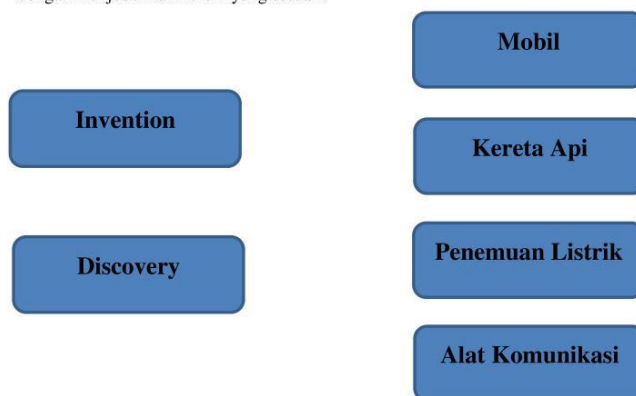 Mobil
Invention
Kereta Api
Discovery
Penemuan Listrik
Alat Komunikasi